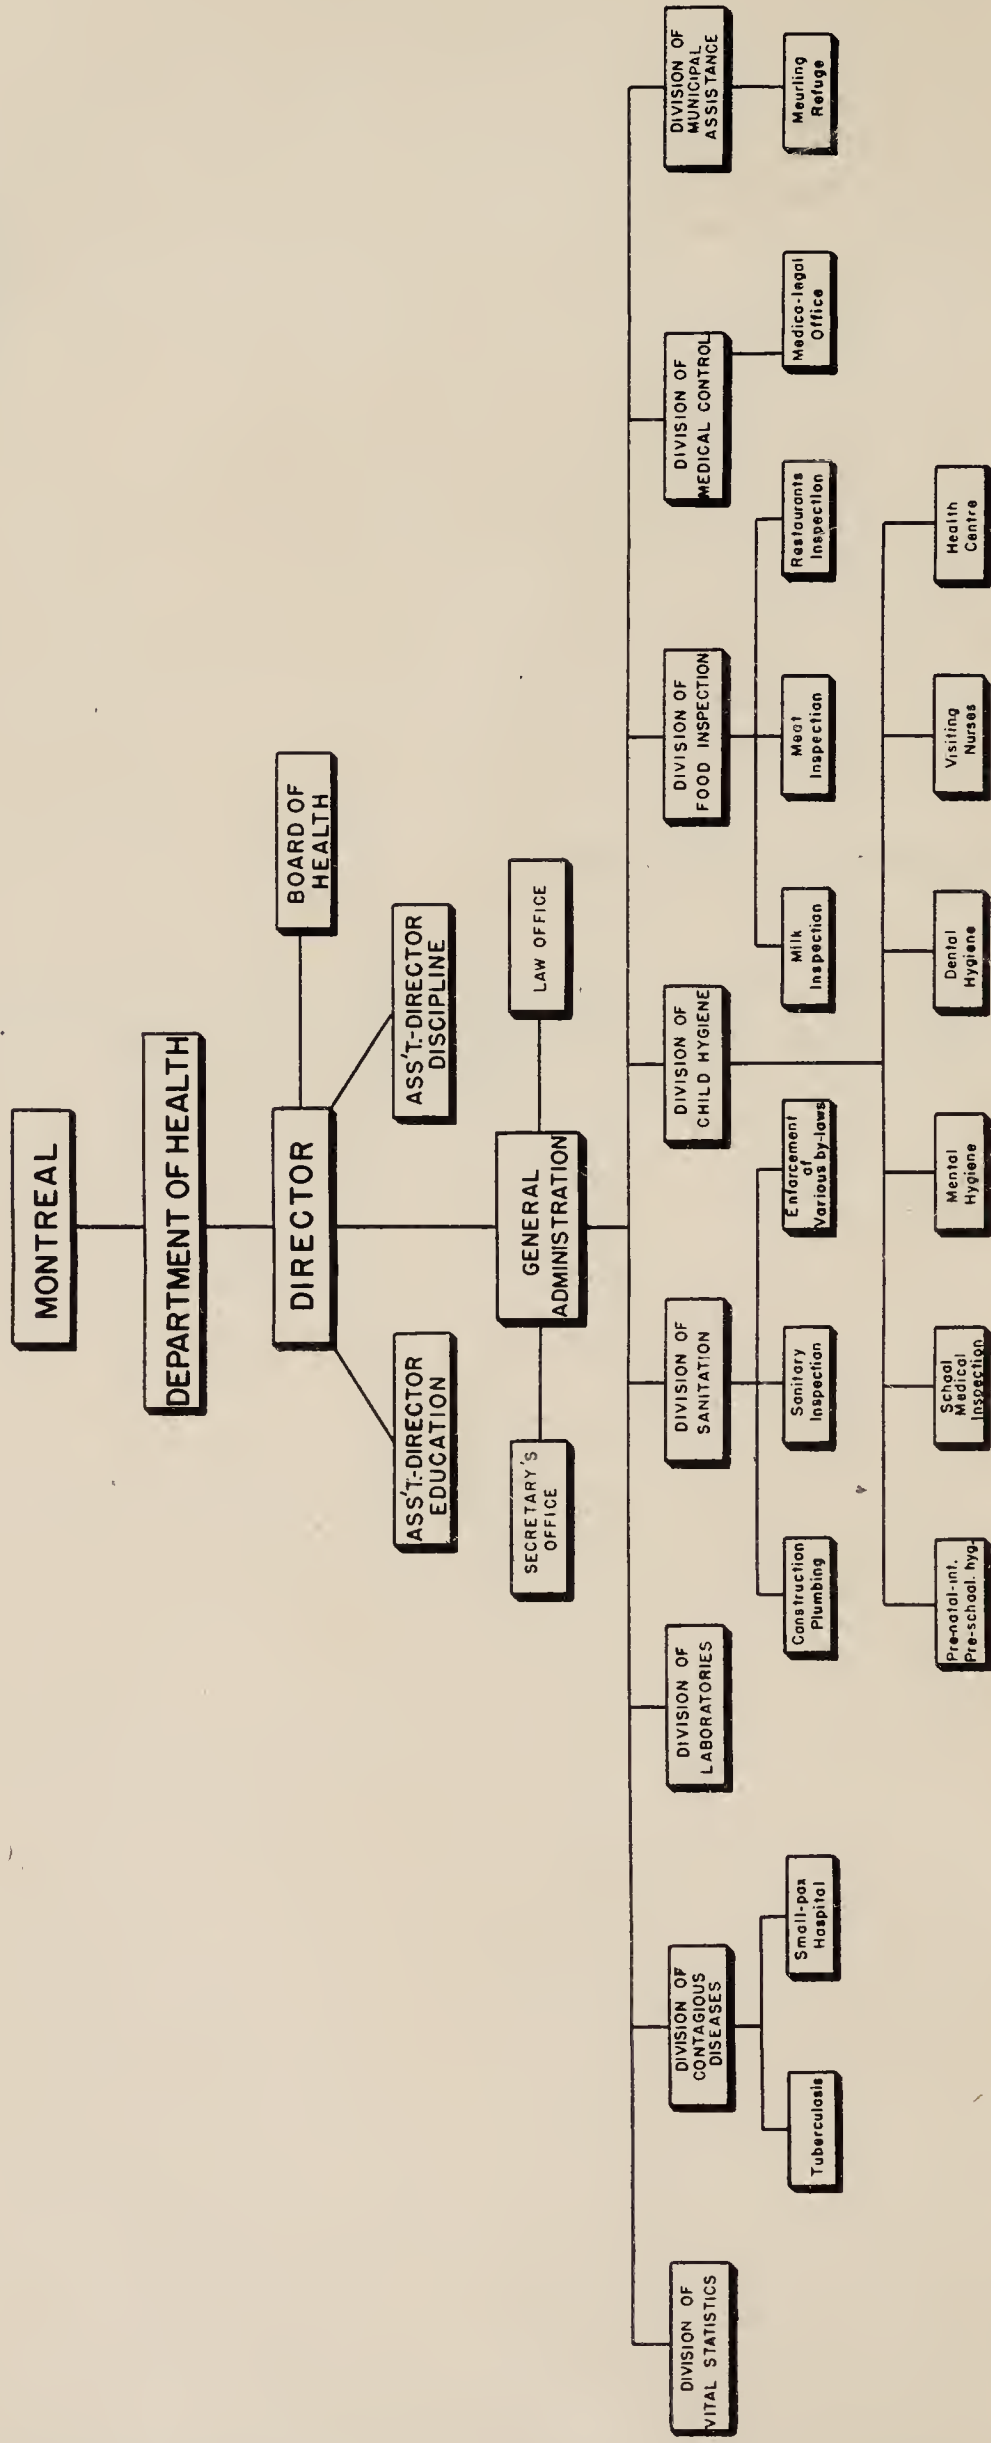 MONTREAL
DEPARTMENT OF HEALTH
DIRECTOR
BOARD OF
HEALTH
ASS'T.-DIRECTOR
EDUCATION
ASS'T.-DIRECTOR
DISCIPLINE
SECRETARY'S
OFFICE
GENERAL
ADMINISTRATION
LAW OFFICE
DIVISION OF
VITAL STATISTICS
DIVISION OF
CONTAGIOUS
DISEASES
DIVISION OF
LABORATORIES
DIVISION OF
SANITATION
DIVISION OF
CHILD HYGIENE
DIVISION OF
FOOD INSPECTION
DIVISION OF
MEDICAL CONTROL
DIVISION OF
MUNICIPAL
ASSISTANCE
Tuberculosis
Small-pox
Hospital
Construction
Plumbing
Sanitary
Inspection
Enforcement
of
Various by-laws
Milk
Inspection
Meat
Inspection
Restaurants
Inspection
Medico-legal
Office
Meurling
Refuge
Pre-natal-int.
Pre-school. hyg-
School
Medical
Inspection
Mental
Hygiene
Dental
Hygiene
Visiting
Nurses
Health
Centre